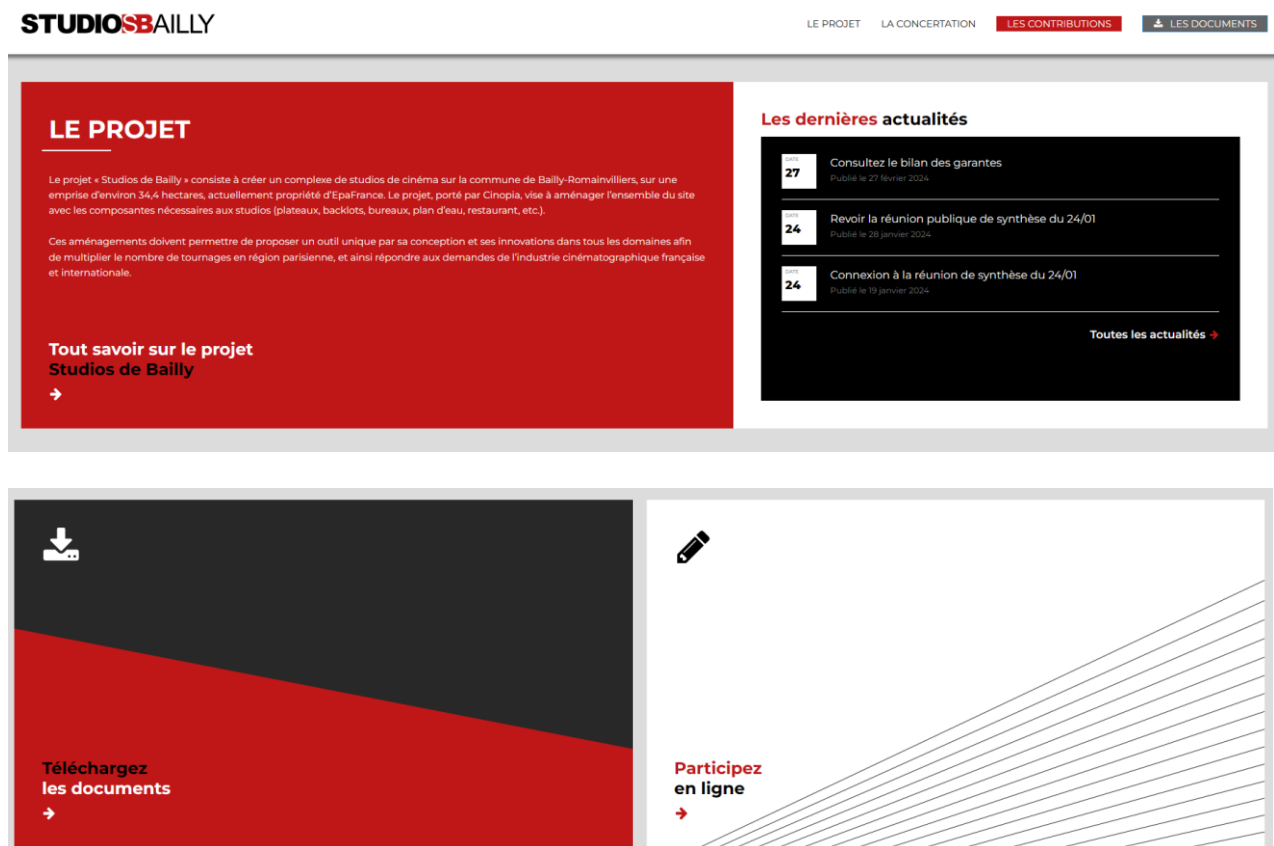 STUDIOSBAILLY
LE PROJET LA CONCERTATION LES CONTRIBUTIONS LES DOCUMENTS
LE PROJET
Le projet « Studios de Bailly » consiste à créer un complexe de studios de cinéma sur la commune de Bailly-Romainvilliers, sur une
emprise d'environ 34,4 hectares, actuellement propriété d'EpaFrance. Le projet, porté par Cinopia, vise à aménager l'ensemble du site
avec les composantes nécessaires aux studios (plateaux, backlots, bureaux, plan d'eau, restaurant, etc.).
Ces aménagements doivent permettre de proposer un outil unique par sa conception et ses innovations dans tous les domaines afin
de multiplier le nombre de tournages en région parisienne, et ainsi répondre aux demandes de l'industrie cinématographique française
et internationale.
Tout savoir sur le projet
Studios de Bailly
Les dernières actualités
DATE
27
Consultez le bilan des garantes
Publié le 27 février 2024
DATE
24
Revoir la réunion publique de synthèse du 24/01
Publié le 28 janvier 2024
DATE
24
Connexion à la réunion de synthèse du 24/01
Publié le 19 janvier 2024
Toutes les actualités
Téléchargez
les documents
Participez
en ligne